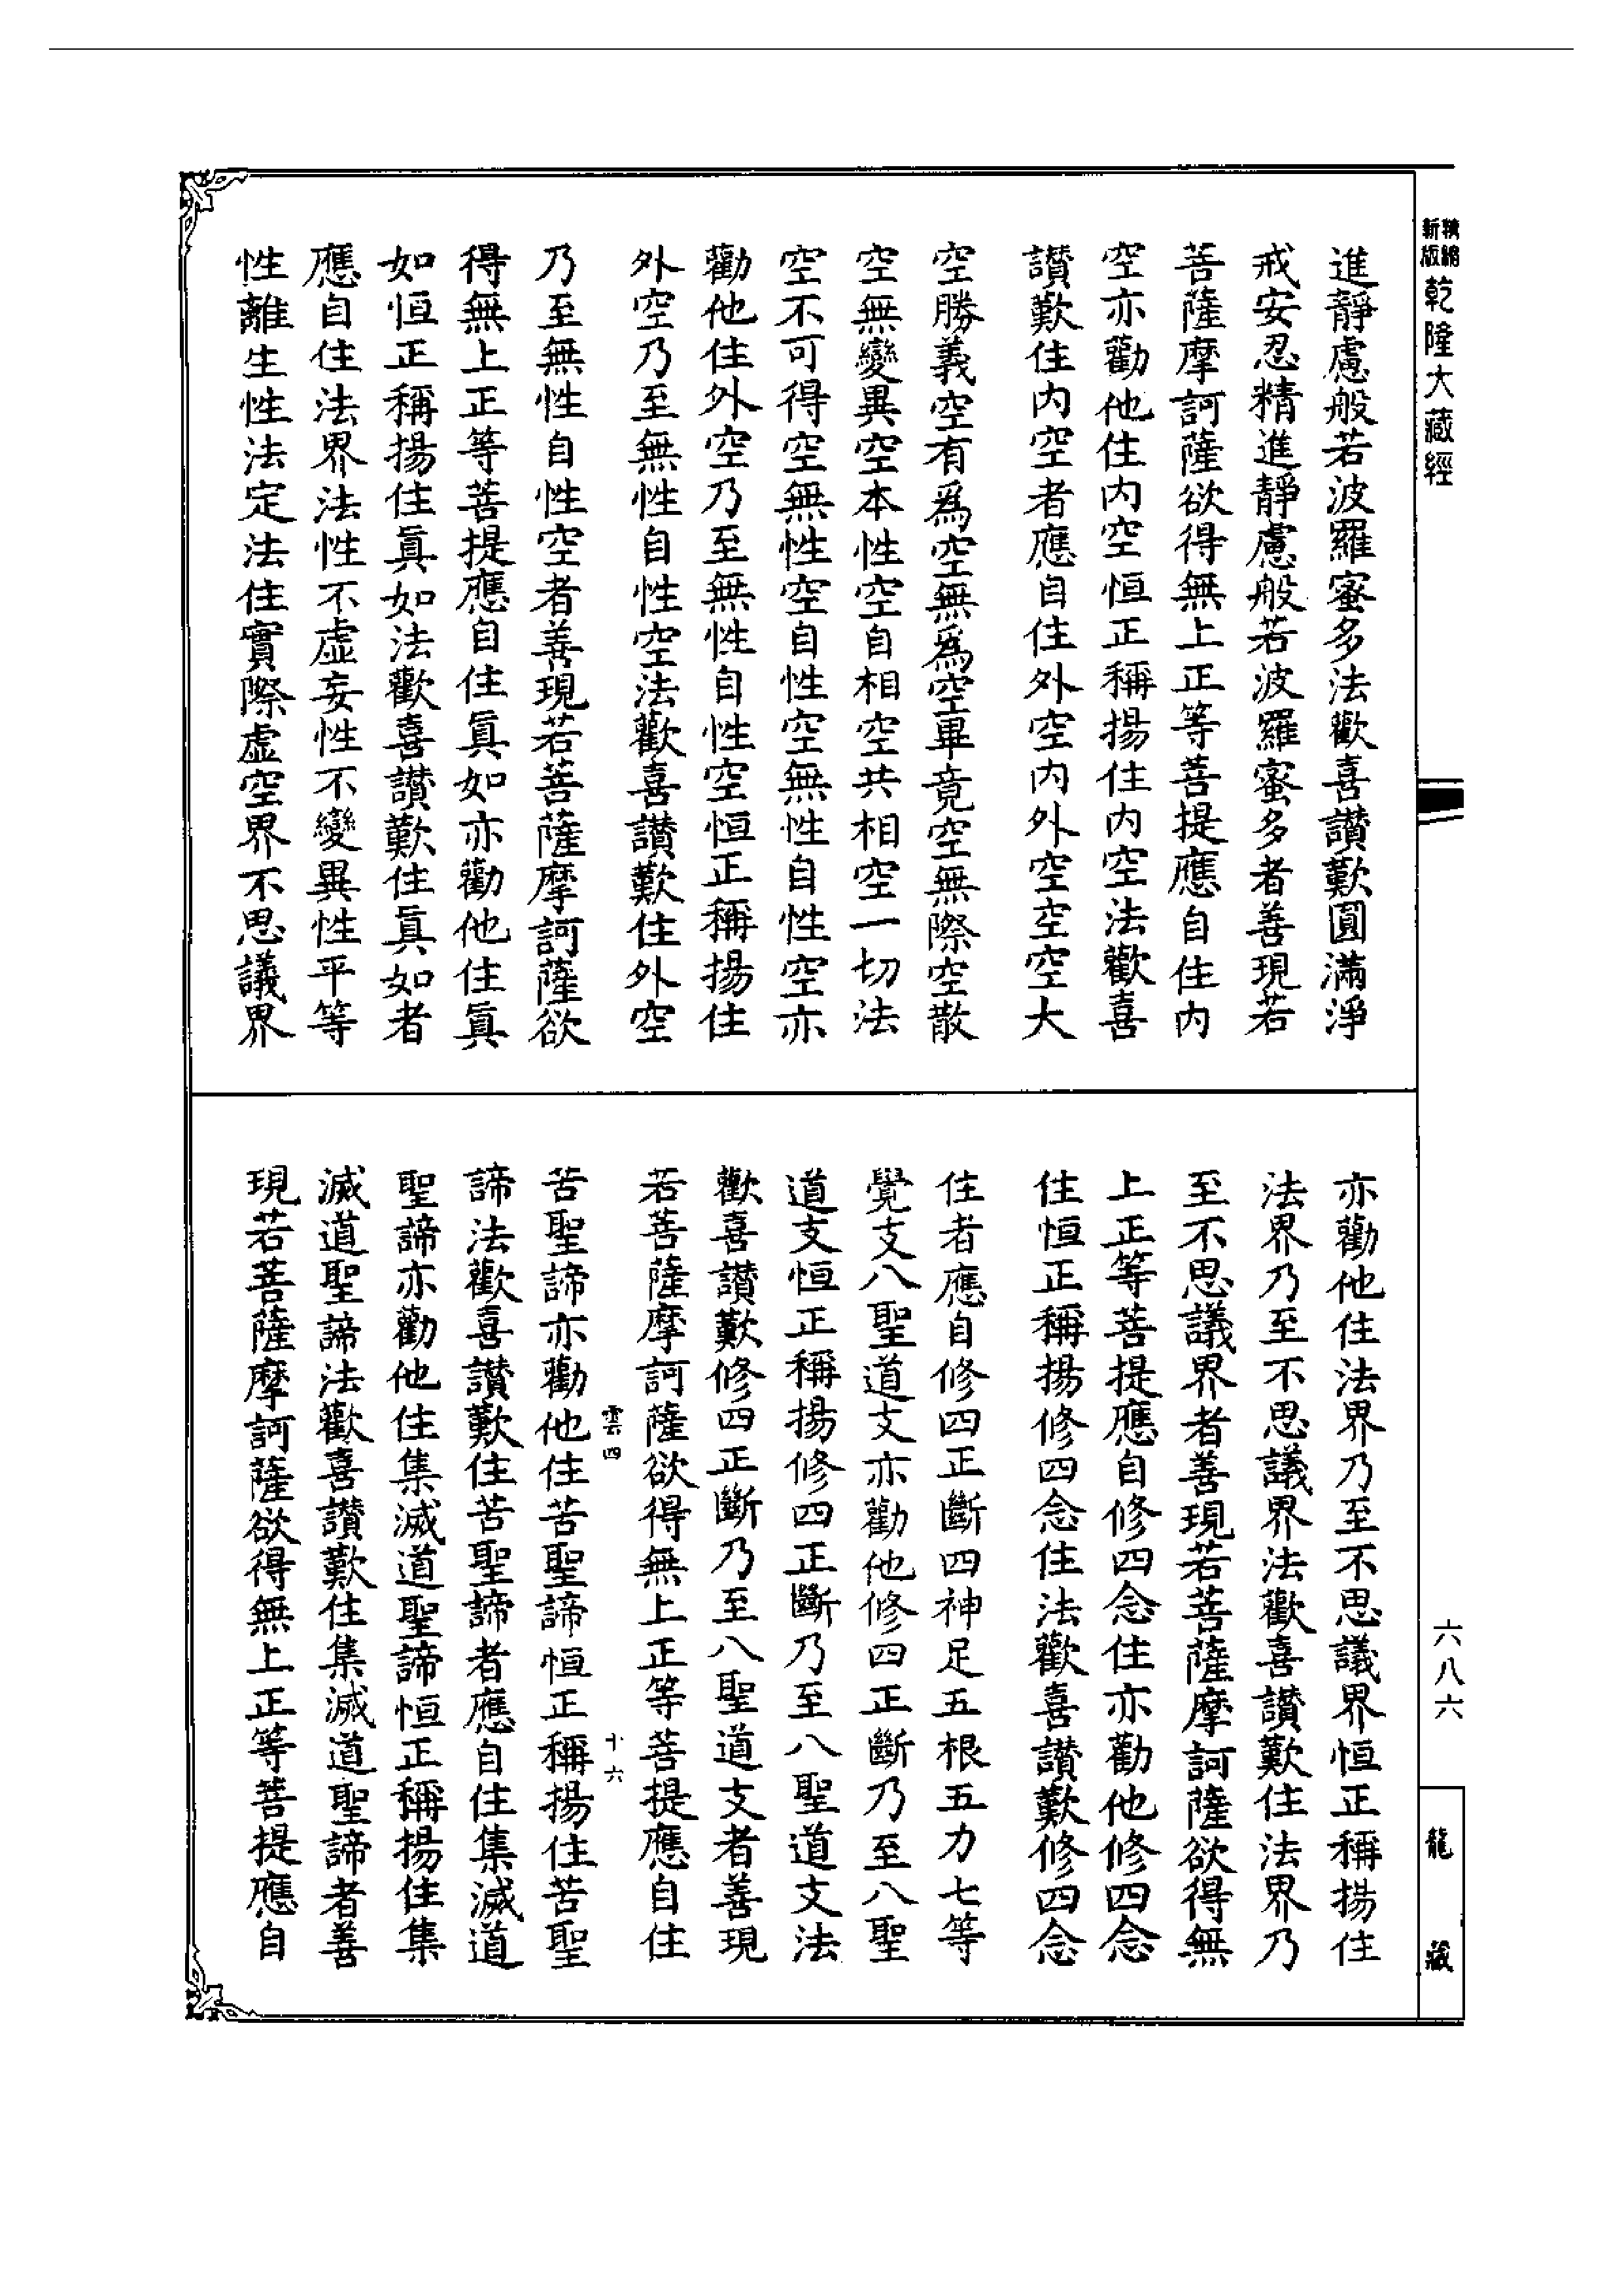 精縮新版 乾隆大藏經
進靜慮般若波羅蜜多法歡喜讚歎圓滿淨
戒安忍精進靜慮般若波羅蜜多者善現若
菩薩摩訶薩欲得無上正等菩提應自住內
空亦勸他住內空恒正稱揚住內空法歡喜
讚歎住內空者應自住外空內外空空空大
空勝義空有爲空無爲空畢竟空無際空散
空無變異空本性空自相空共相空一切法
空不可得空無性空自性空無性自性空亦
勸他住外空乃至無性自性空恒正稱揚住
外空乃至無性自性空法歡喜讚歎住外空
乃至無性自性空者善現若菩薩摩訶薩欲
得無上正等菩提應自住眞如亦勸他住眞
如恒正稱揚住眞如法歡喜讚歎住眞如者
應自住法界法性不虛妄性不變異性平等
性離生性法定法住實際虛空界不思議界
亦勸他住法界乃至不思議界恒正稱揚住
法界乃至不思議界法歡喜讚歎住法界乃
至不思議界者善現若菩薩摩訶薩欲得無
上正等菩提應自修四念住亦勸他修四念
住恒正稱揚修四念住法歡喜讚歎修四念
住者應自修四正斷四神足五根五力七等
覺支八聖道支亦勸他修四正斷乃至八聖
道支恒正稱揚修四正斷乃至八聖道支法
歡喜讚歎修四正斷乃至八聖道支者善現
若菩薩摩訶薩欲得無上正等菩提應自住
雲四 十六
苦聖諦亦勸他住苦聖諦恒正稱揚住苦聖
諦法歡喜讚歎住苦聖諦者應自住集滅道
聖諦亦勸他住集滅道聖諦恒正稱揚住集
滅道聖諦法歡喜讚歎住集滅道聖諦者善
現若菩薩摩訶薩欲得無上正等菩提應自
六八六
龍藏